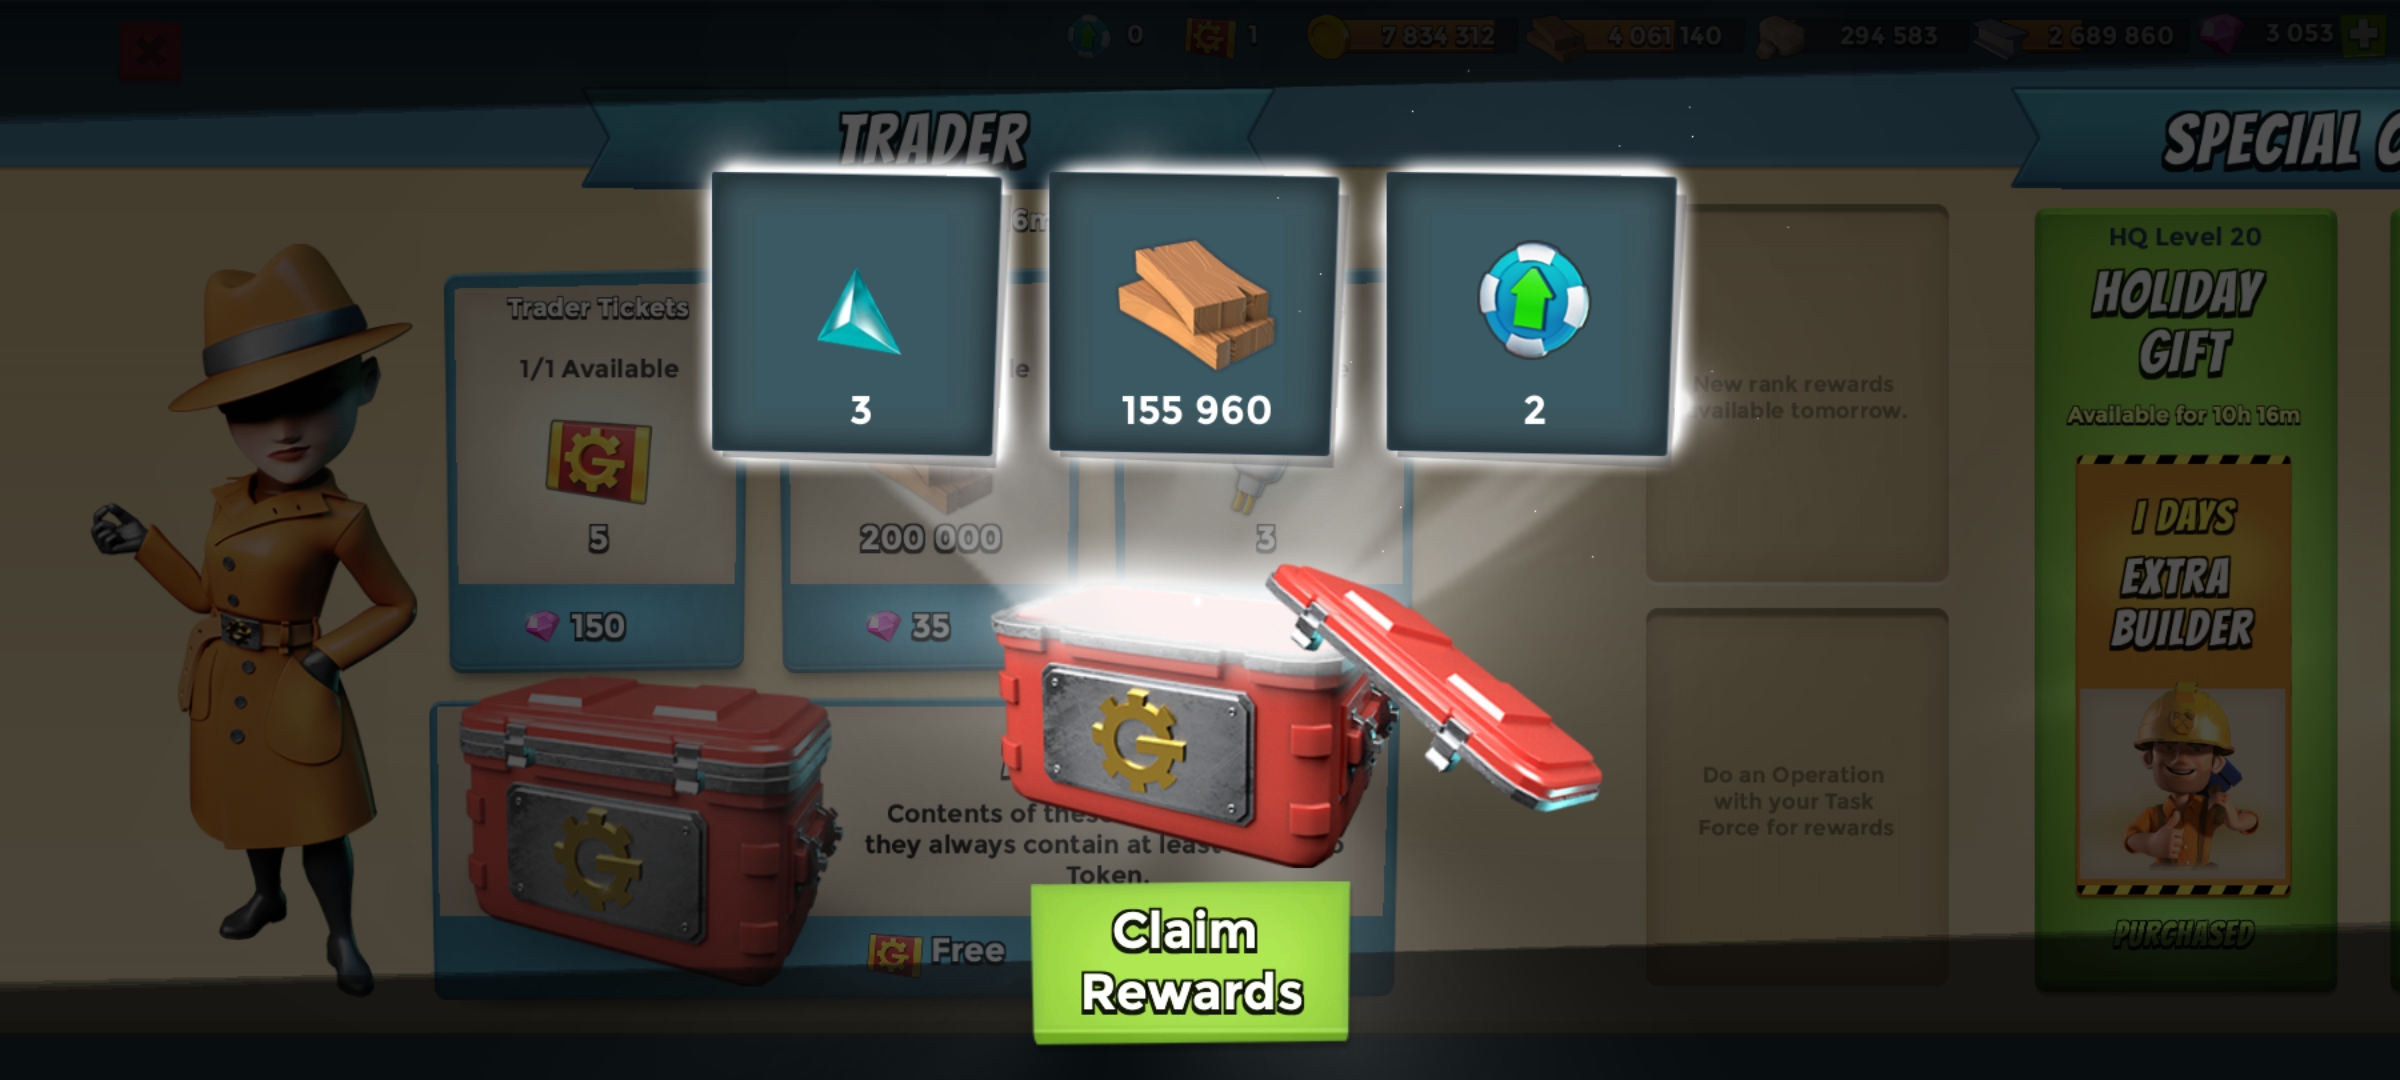 0
1
7 834 312
4 061 140
294 583
2 689 860
3 053
TRADER
SPECIAL
6m
Trader Tickets
1/1 Available
G
5
150
200 000
35
3
3
155 960
2
New rank rewards
available tomorrow.
Do an Operation
with your Task
Force for rewards
HQ Level 20
HOLIDAY
GIFT
Available for 10h 16m
1 DAYS
EXTRA
BUILDER
PURCHASED
Contents of
they always contain at least
Token.
Free
Claim
Rewards